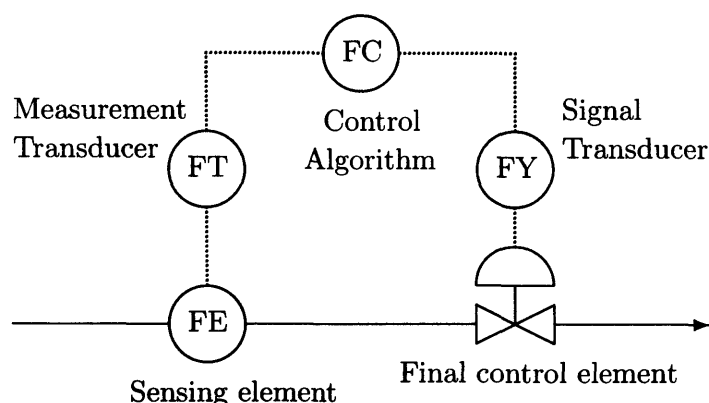 FC
Measurement
Transducer
Control
Algorithm
Signal
Transducer
FT
FY
FE
Final control element
Sensing element